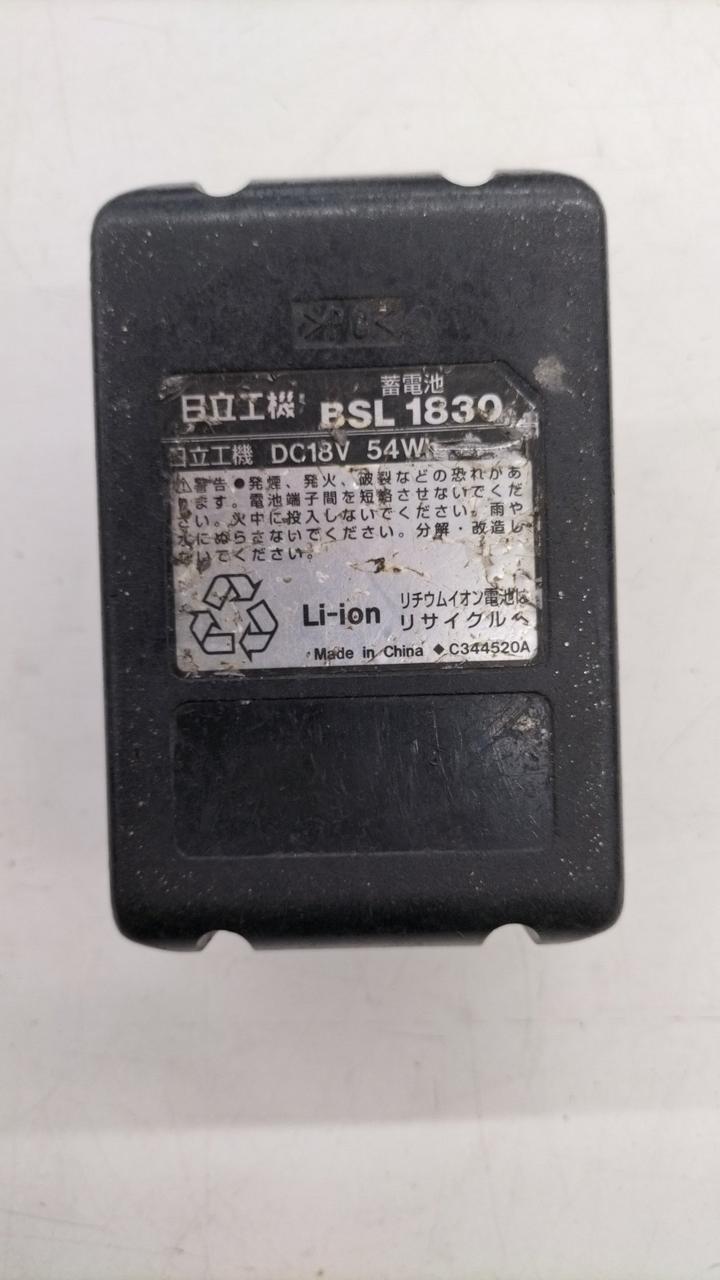 蓄電池
日立工機 BSL 1830
日立工機 DC18V 54W
⚠警告 ●発煙、発火、破裂などの恐れがあ
ります。電池端子間を短絡させないでくだ
さい。火中に投入しないでください。雨や
水にぬらさないでください。分解・改造し
ないでください。
Li-ion リチウムイオン電池は
リサイクルへ
Made in China ◆C344520A